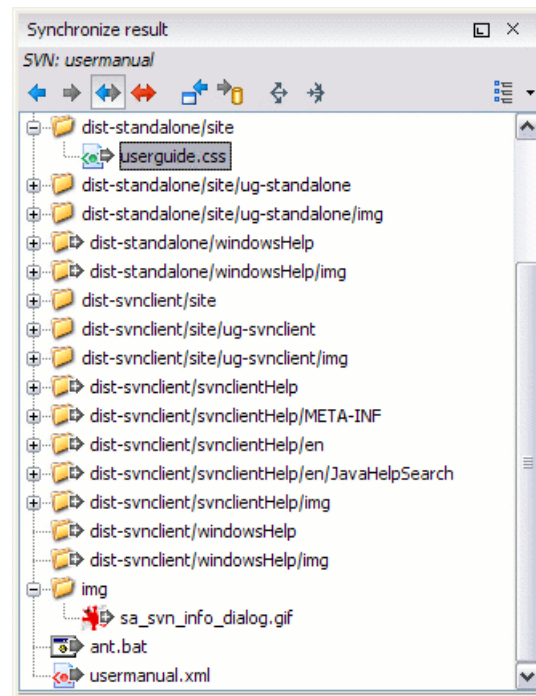 Synchronize result
SVN: usermanual
dist-standalone/site
userguide.css
dist-standalone/site/ug-standalone
dist-standalone/site/ug-standalone/img
dist-standalone/windowsHelp
dist-standalone/windowsHelp/img
dist-svnclient/site
dist-svnclient/site/ug-svnclient
dist-svnclient/site/ug-svnclient/img
dist-svnclient/svnclientHelp
dist-svnclient/svnclientHelp/META-INF
dist-svnclient/svnclientHelp/en
dist-svnclient/svnclientHelp/en/JavaHelpSearch
dist-svnclient/svnclientHelp/img
dist-svnclient/windowsHelp
dist-svnclient/windowsHelp/img
img
sa_svn_info_dialog.gif
ant.bat
usermanual.xml